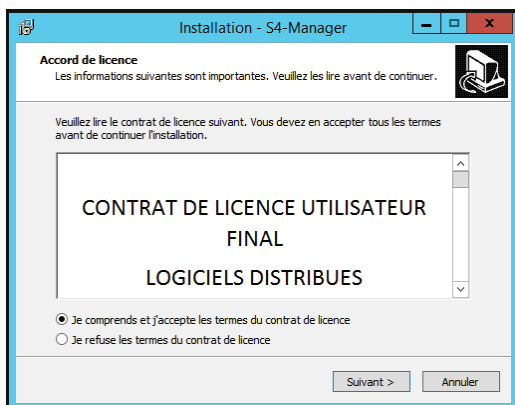 Installation - S4-Manager
Accord de licence
Les informations suivantes sont importantes. Veuillez les lire avant de continuer.
Veuillez lire le contrat de licence suivant. Vous devez en accepter tous les termes
avant de continuer l'installation.
CONTRAT DE LICENCE UTILISATEUR
FINAL
LOGICIELS DISTRIBUES
Je comprends et j'accepte les termes du contrat de licence
Je refuse les termes du contrat de licence
Suivant >
Annuler